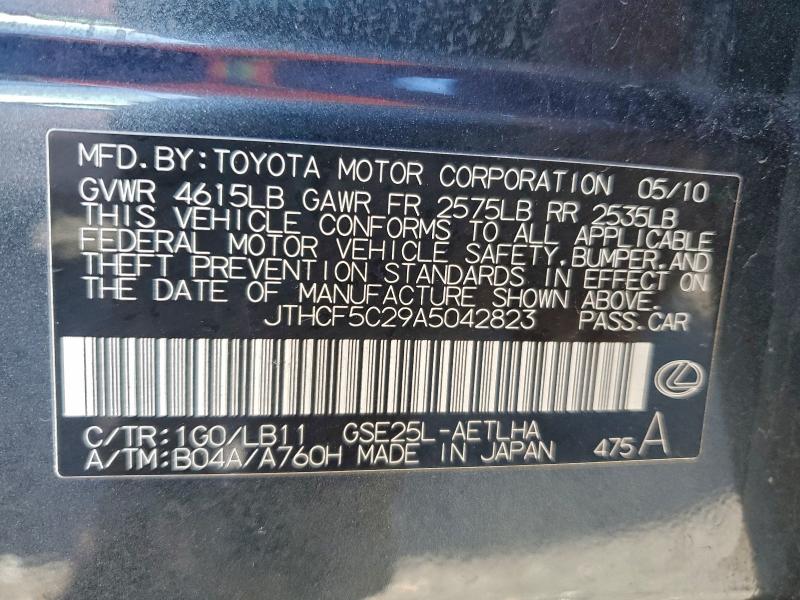 MFD. BY: TOYOTA MOTOR CORPORATION 05/10
GVWR 4615LB GAWR FR 2575LB RR 2535LB
THIS VEHICLE CONFORMS TO ALL APPLICABLE
FEDERAL MOTOR VEHICLE SAFETY, BUMPER, AND
THEFT PREVENTION STANDARDS IN EFFECT ON
THE DATE OF MANUFACTURE SHOWN ABOVE.
JTHCF5C29A5042823 PASS. CAR
C/TR: 1G0/LB11 GSE25L-AETLHA
A/TM: B04A/A760H MADE IN JAPAN 475 A